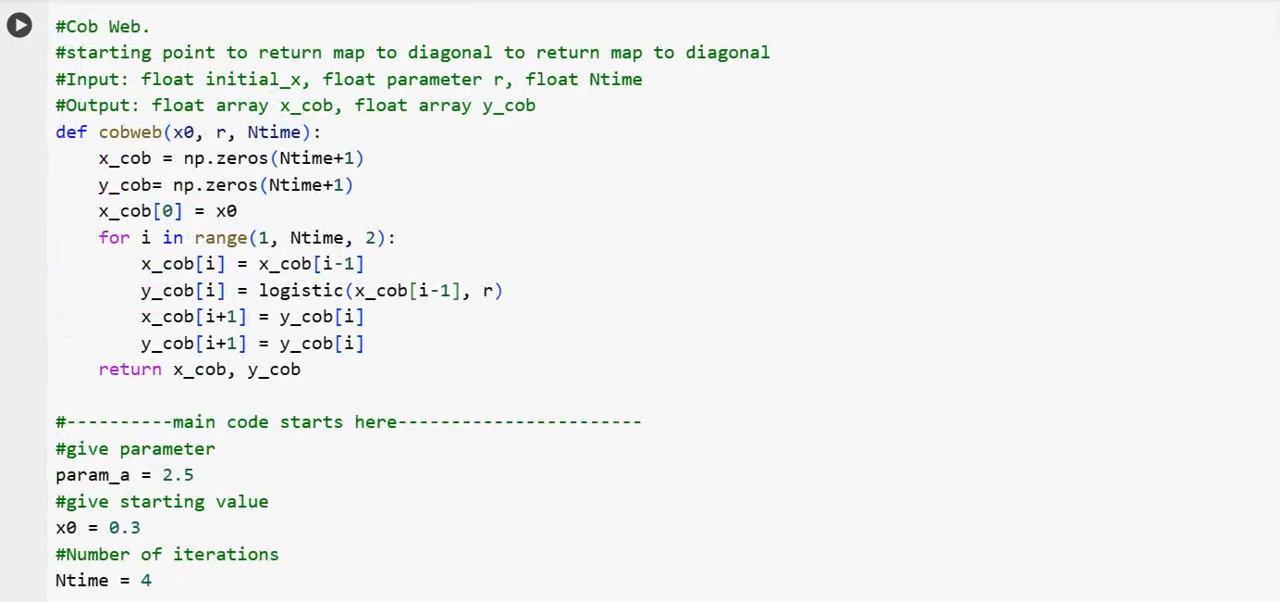 #Cob Web.
#starting point to return map to diagonal to return map to diagonal
#Input: float initial_x, float parameter r, float Ntime
#Output: float array x_cob, float array y_cob
def cobweb(x0, r, Ntime):
    x_cob = np.zeros(Ntime+1)
    y_cob= np.zeros(Ntime+1)
    x_cob[0] = x0
    for i in range(1, Ntime, 2):
        x_cob[i] = x_cob[i-1]
        y_cob[i] = logistic(x_cob[i-1], r)
        x_cob[i+1] = y_cob[i]
        y_cob[i+1] = y_cob[i]
    return x_cob, y_cob

#----------main code starts here-----------------------
#give parameter
param_a = 2.5
#give starting value
x0 = 0.3
#Number of iterations
Ntime = 4